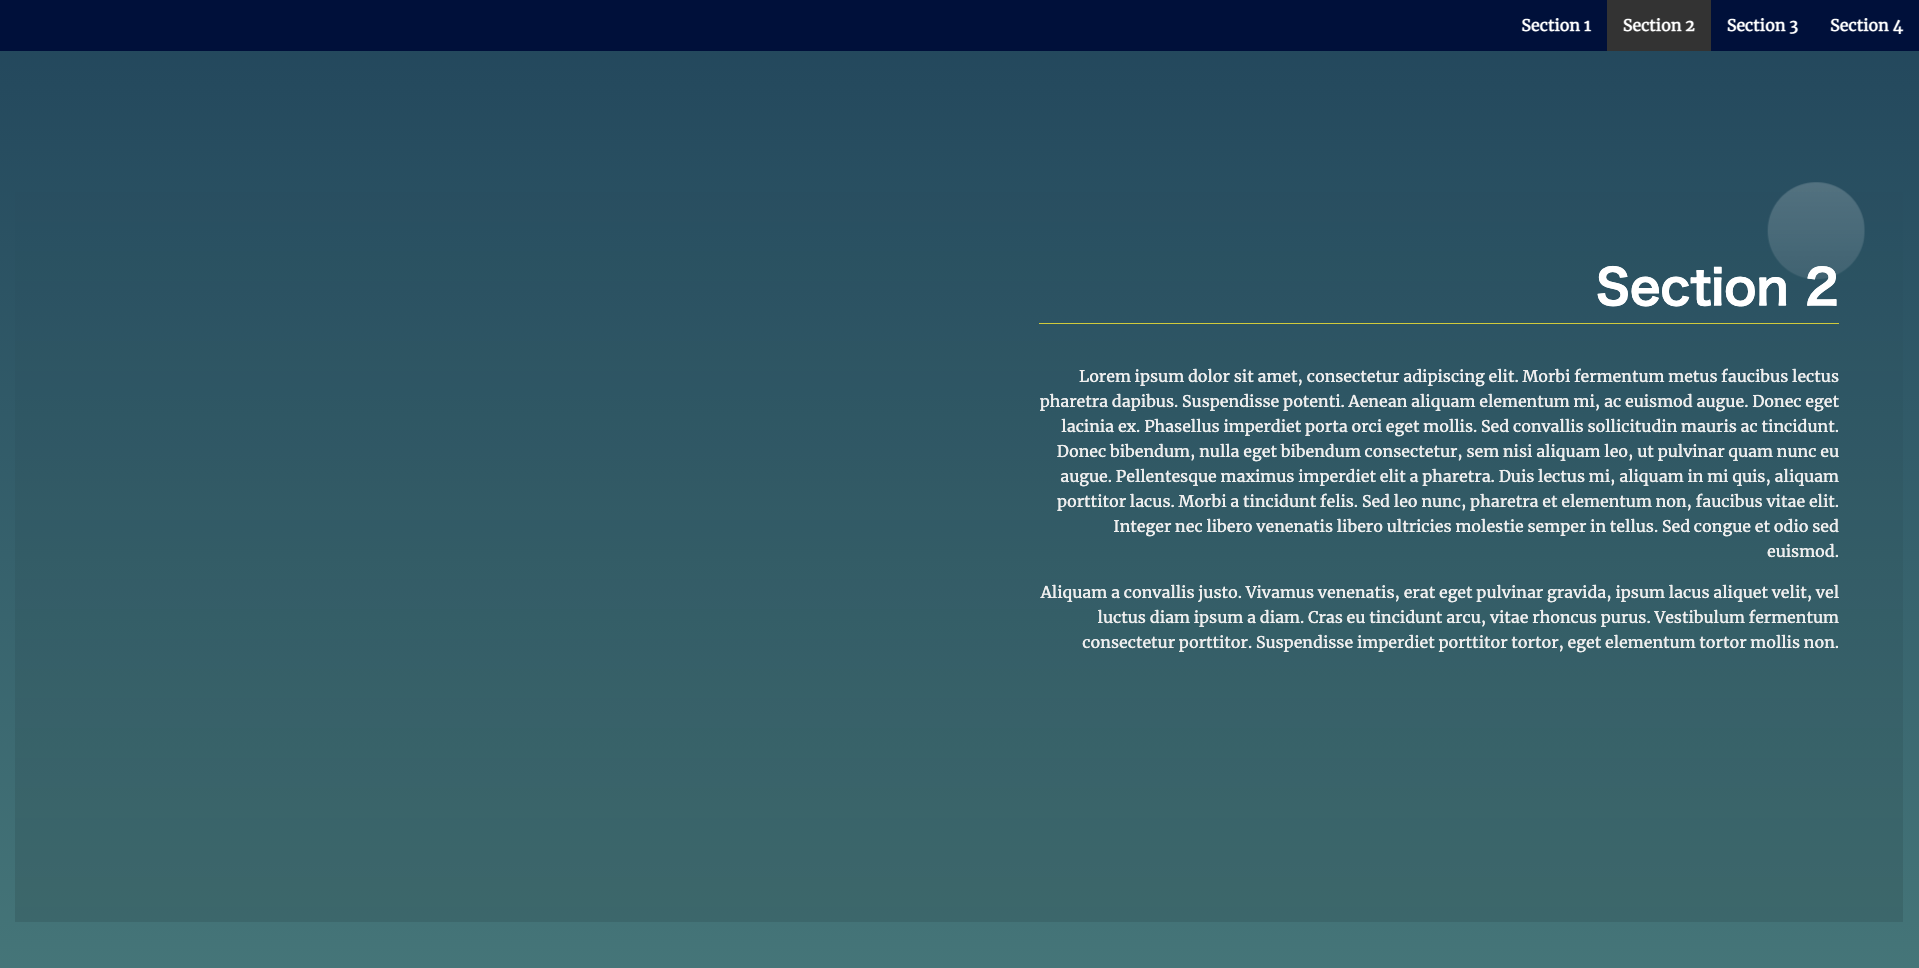 Section 1 Section 2 Section 3 Section 4
Section 2
Lorem ipsum dolor sit amet, consectetur adipiscing elit. Morbi fermentum metus faucibus lectus
pharetra dapibus. Suspendisse potenti. Aenean aliquam elementum mi, ac euismod augue. Donec eget
lacinia ex. Phasellus imperdiet porta orci eget mollis. Sed convallis sollicitudin mauris ac tincidunt.
Donec bibendum, nulla eget bibendum consectetur, sem nisi aliquam leo, ut pulvinar quam nunc eu
augue. Pellentesque maximus imperdiet elit a pharetra. Duis lectus mi, aliquam in mi quis, aliquam
porttitor lacus. Morbi a tincidunt felis. Sed leo nunc, pharetra et elementum non, faucibus vitae elit.
Integer nec libero venenatis libero ultricies molestie semper in tellus. Sed congue et odio sed
euismod.
Aliquam a convallis justo. Vivamus venenatis, erat eget pulvinar gravida, ipsum lacus aliquet velit, vel
luctus diam ipsum a diam. Cras eu tincidunt arcu, vitae rhoncus purus. Vestibulum fermentum
consectetur porttitor. Suspendisse imperdiet porttitor tortor, eget elementum tortor mollis non.